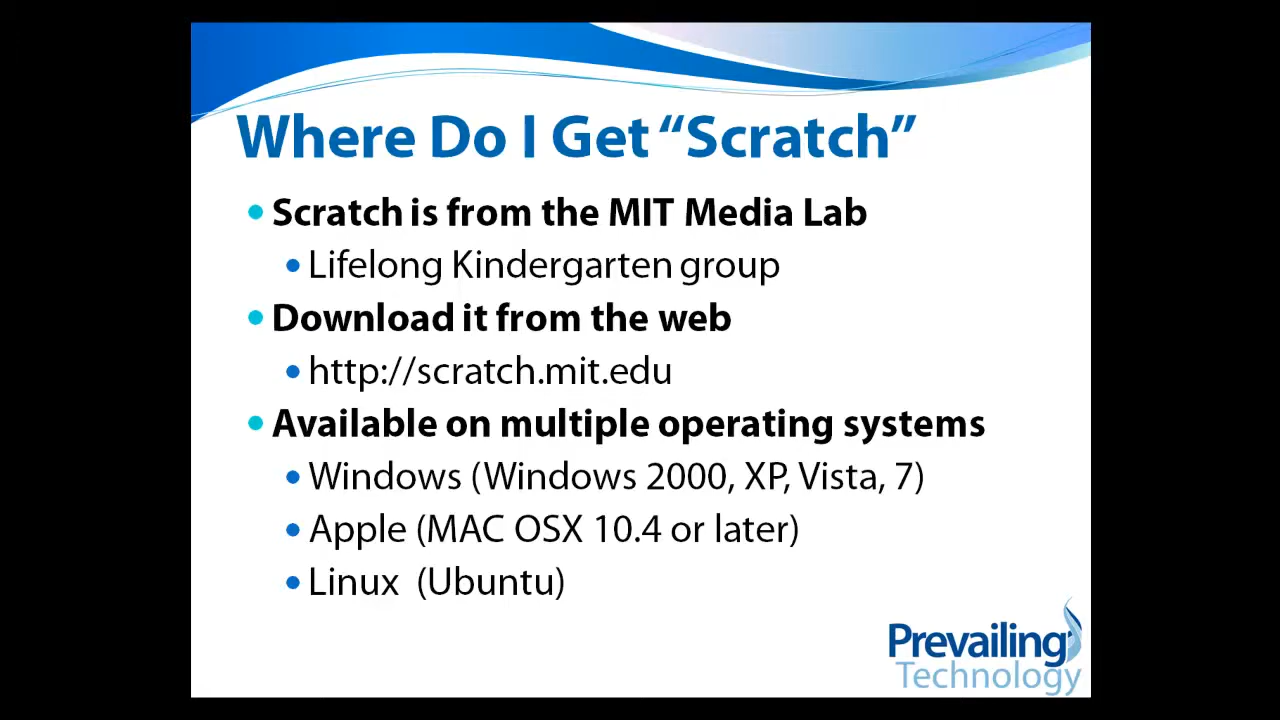 Where Do I Get “Scratch”
• Scratch is from the MIT Media Lab
• Lifelong Kindergarten group
• Download it from the web
• http://scratch.mit.edu
• Available on multiple operating systems
• Windows (Windows 2000, XP, Vista, 7)
• Apple (MAC OSX 10.4 or later)
• Linux (Ubuntu)
Prevailing
Technology